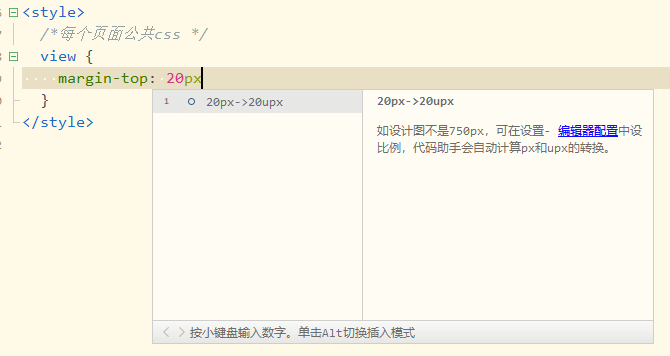 <style>
/*每个页面公共css */
view {
margin-top: 20px
}
</style>
1 20px->20upx
20px->20upx
如设计图不是750px，可在设置- 编辑器配置中设
比例，代码助手会自动计算px和upx的转换。
按小键盘输入数字。单击Alt切换插入模式